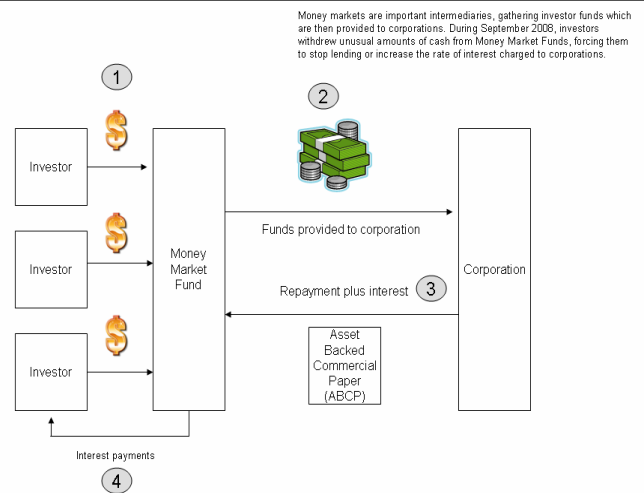 Money markets are important intermediaries, gathering investor funds which
are then provided to corporations. During September 2008, investors
withdrew unusual amounts of cash from Money Market Funds, forcing them
to stop lending or increase the rate of interest charged to corporations.
1
2
$
Investor
$
Investor
$
Investor
Money
Market
Fund
Funds provided to corporation
Corporation
Repayment plus interest
3
Asset
Backed
Commercial
Paper
(ABCP)
Interest payments
4